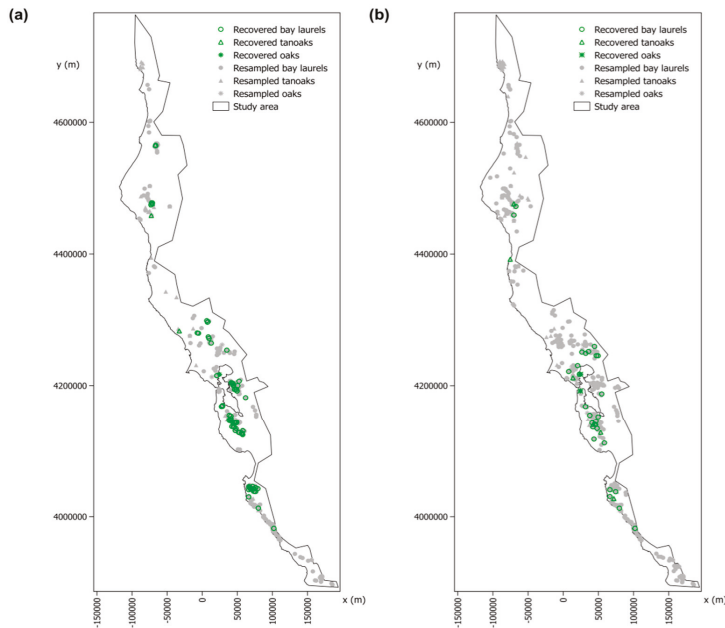 (a)
y (m)
Recovered bay laurels
Recovered tanoaks
Recovered oaks
Resampled bay laurels
Resampled tanoaks
Resampled oaks
Study area
4600000
4400000
4200000
4000000
x (m)
-150000
-100000
-50000
0
50000
100000
150000
(b)
y (m)
Recovered bay laurels
Recovered tanoaks
Recovered oaks
Resampled bay laurels
Resampled tanoaks
Resampled oaks
Study area
4600000
4400000
4200000
4000000
x (m)
-150000
-100000
-50000
0
50000
100000
150000